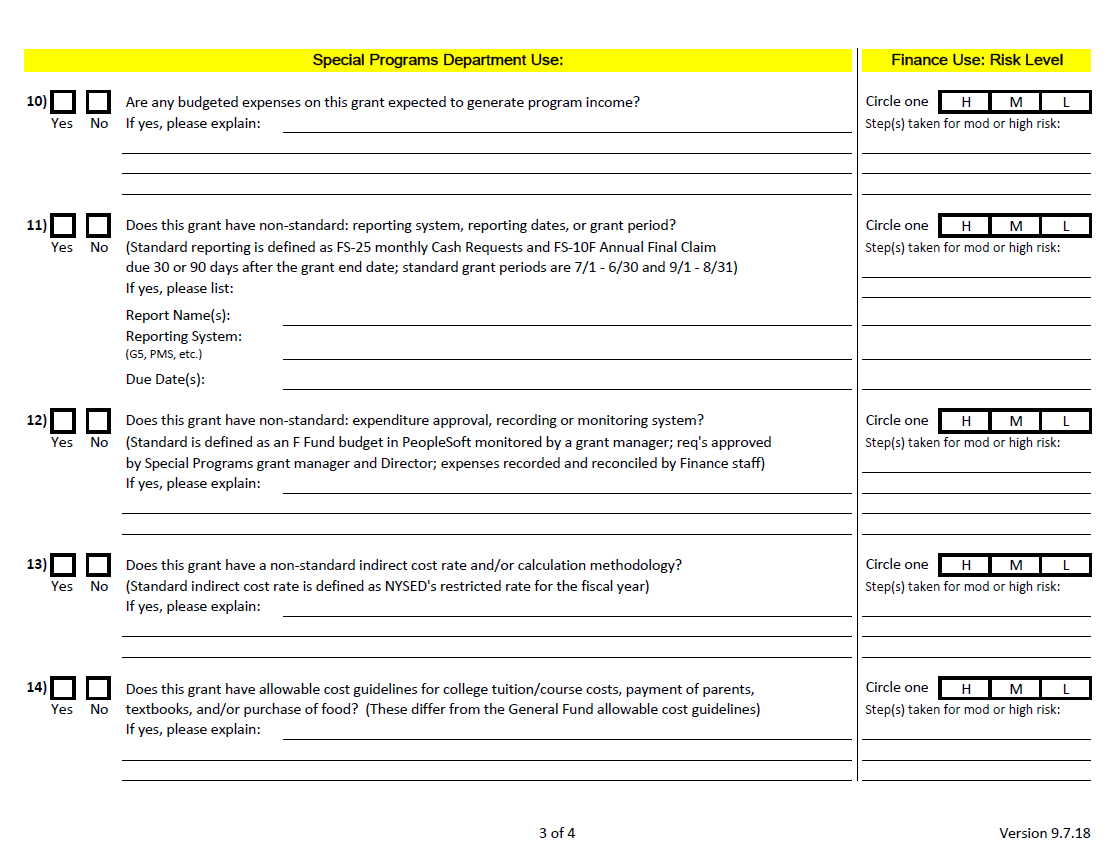 Special Programs Department Use: Finance Use: Risk Level
10) Are any budgeted expenses on this grant expected to generate program income? Circle one H M L
Yes No If yes, please explain: Step(s) taken for mod or high risk:
11) Does this grant have non-standard: reporting system, reporting dates, or grant period? Circle one H M L
Yes No (Standard reporting is defined as FS-25 monthly Cash Requests and FS-10F Annual Final Claim Step(s) taken for mod or high risk:
due 30 or 90 days after the grant end date; standard grant periods are 7/1 - 6/30 and 9/1 - 8/31)
If yes, please list:
Report Name(s):
Reporting System:
(G5, PMS, etc.)
Due Date(s):
12) Does this grant have non-standard: expenditure approval, recording or monitoring system? Circle one H M L
Yes No (Standard is defined as an F Fund budget in PeopleSoft monitored by a grant manager; req's approved Step(s) taken for mod or high risk:
by Special Programs grant manager and Director; expenses recorded and reconciled by Finance staff)
If yes, please explain:
13) Does this grant have a non-standard indirect cost rate and/or calculation methodology? Circle one H M L
Yes No (Standard indirect cost rate is defined as NYSED's restricted rate for the fiscal year) Step(s) taken for mod or high risk:
If yes, please explain:
14) Does this grant have allowable cost guidelines for college tuition/course costs, payment of parents, Circle one H M L
Yes No textbooks, and/or purchase of food? (These differ from the General Fund allowable cost guidelines) Step(s) taken for mod or high risk:
If yes, please explain:
3 of 4 Version 9.7.18